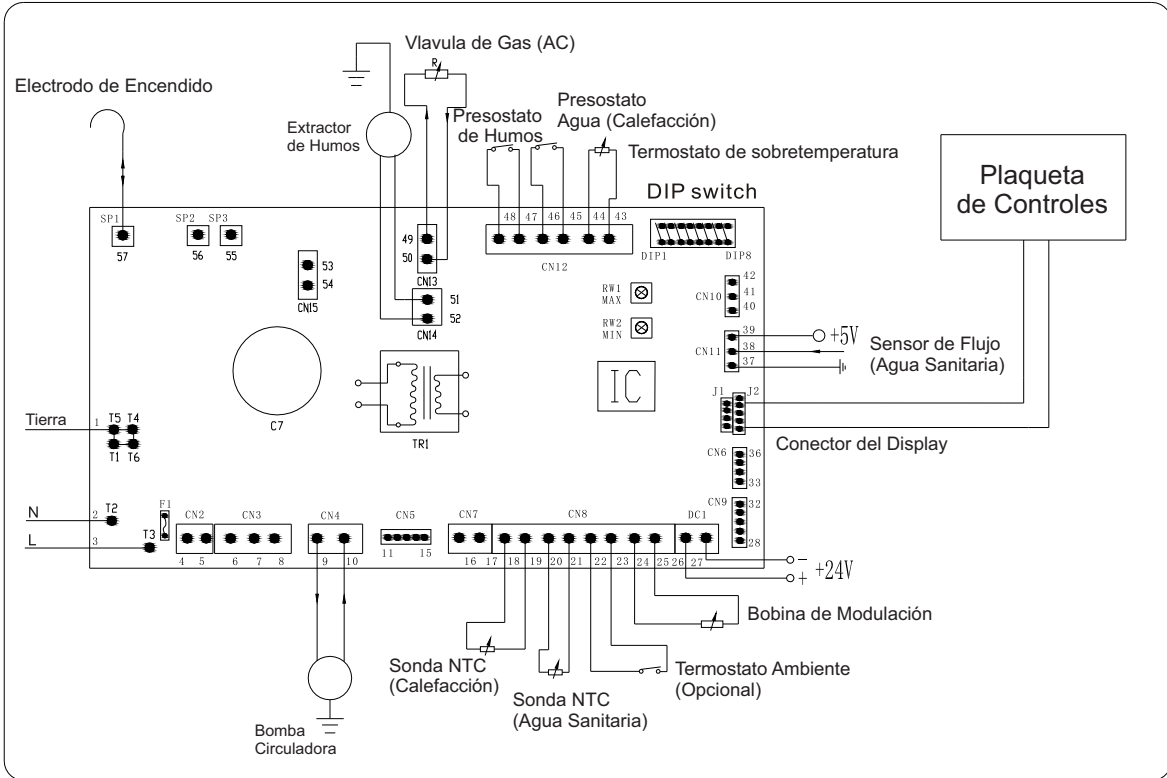 Vlavula de Gas (AC)
R
Electrodo de Encendido
Extractor
de Humos
Presostato
de Humos
Presostato
Agua (Calefacción)
Termostato de sobretemperatura
DIP switch
Plaqueta
de Controles
SP1
57
SP2 SP3
56 55
53
54
CN15
49
50
CN13
51
52
CN14
48 47 46 45 44 43
CN12
DIP1 DIP8
RW1
MAX
RW2
MIN
42
CN10 41
40
39
CN11 38
37
+5V
Sensor de Flujo
(Agua Sanitaria)
IC
J1 J2
Conector del Display
C7
TR1
Tierra
1 T5 T4
T1 T6
N
2 T2
L
3 T3
F1
CN6 36
33
CN9 32
28
CN2 CN3 CN4 CN5 CN7 CN8 DC1
4 5 6 7 8 9 10 11 15 16 17 18 19 20 21 22 23 24 25 26 27
−
+ +24V
Bobina de Modulación
Sonda NTC
(Calefacción)
Sonda NTC
(Agua Sanitaria)
Termostato Ambiente
(Opcional)
Bomba
Circuladora